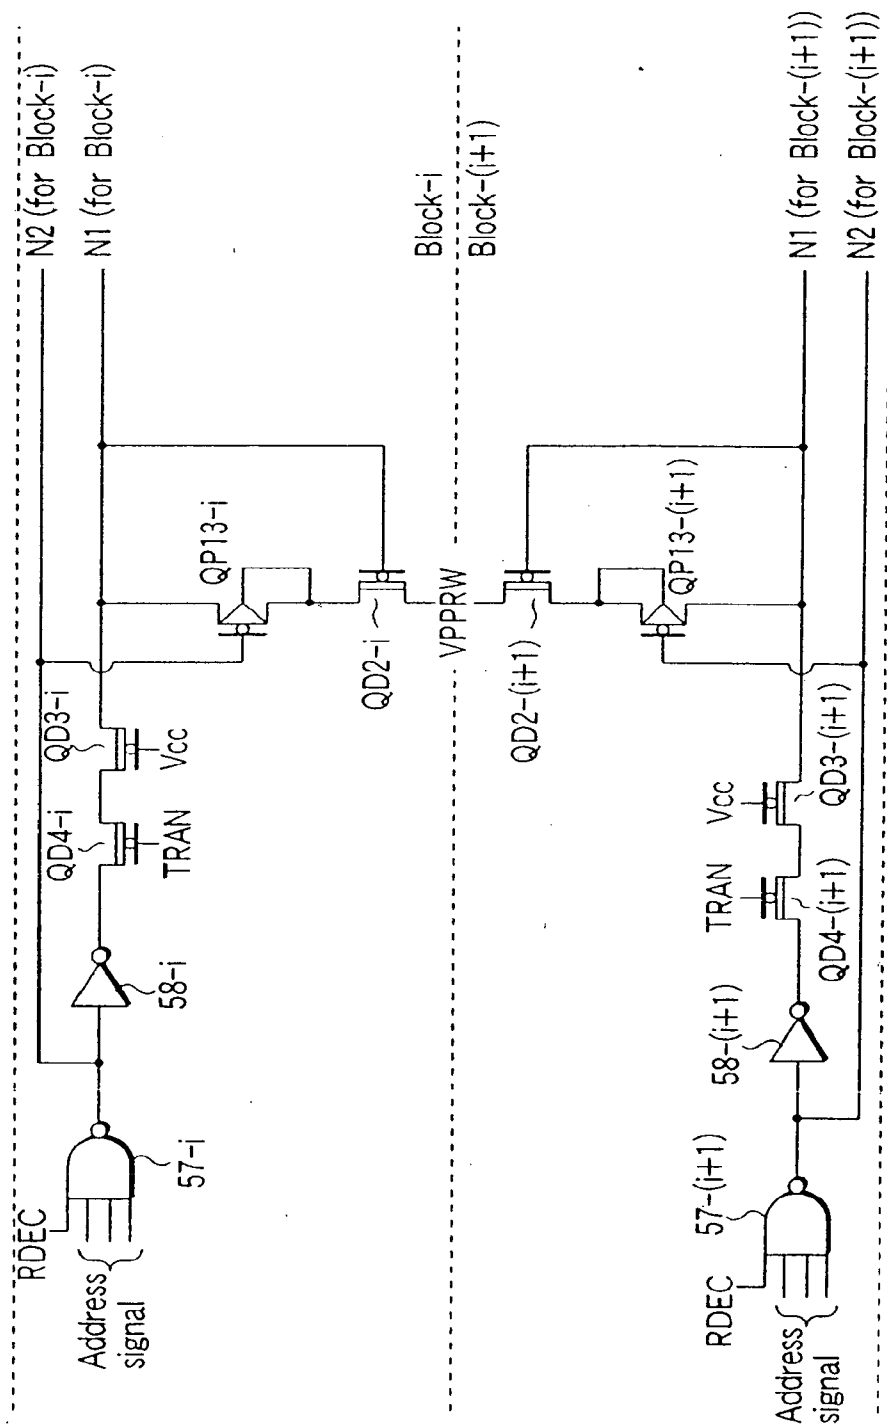 RDEC
Address
signal
57-i
58-i
QD4-i
TRAN
QD3-i
Vcc
QP13-i
QD2-i
N2 (for Block-i)
N1 (for Block-i)
VPPRW
Block-i
Block-(i+1)
RDEC
Address
signal
57-(i+1)
58-(i+1)
TRAN
QD4-(i+1)
Vcc
QD3-(i+1)
QD2-(i+1)
QP13-(i+1)
N1 (for Block-(i+1))
N2 (for Block-(i+1))